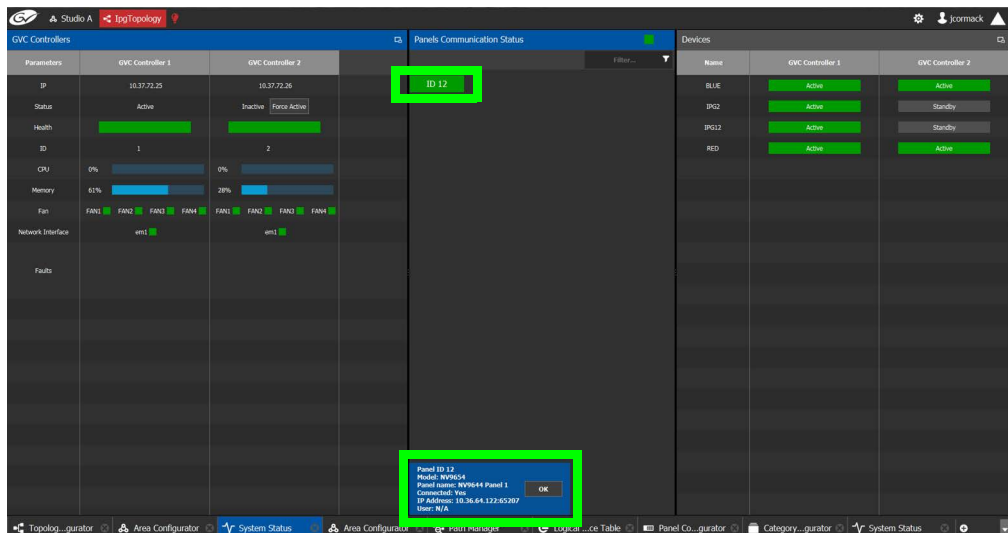 GV Studio A IpgTopology jcormack
GVC Controllers
Parameters GVC Controller 1 GVC Controller 2
IP 10.37.72.25 10.37.72.26
Status Active Inactive Force Active
Health
ID 1 2
CPU 0% 0%
Memory 61% 28%
Fan FAN1 FAN2 FAN3 FAN4 FAN1 FAN2 FAN3 FAN4
Network Interface em1 em1
Faults
Panels Communication Status
Filter...
ID 12
Panel ID 12
Model: NV9654
Panel name: NV9644 Panel 1
Connected: Yes
IP Address: 10.36.64.122:65207
User: N/A
OK
Devices
Name GVC Controller 1 GVC Controller 2
BLUE Active Active
IPG2 Active Standby
IPG12 Active Standby
RED Active Active
Topolog...gurator Area Configurator System Status Area Configurator Path Manager Logical ...ce Table Panel Co...gurator Category...gurator System Status